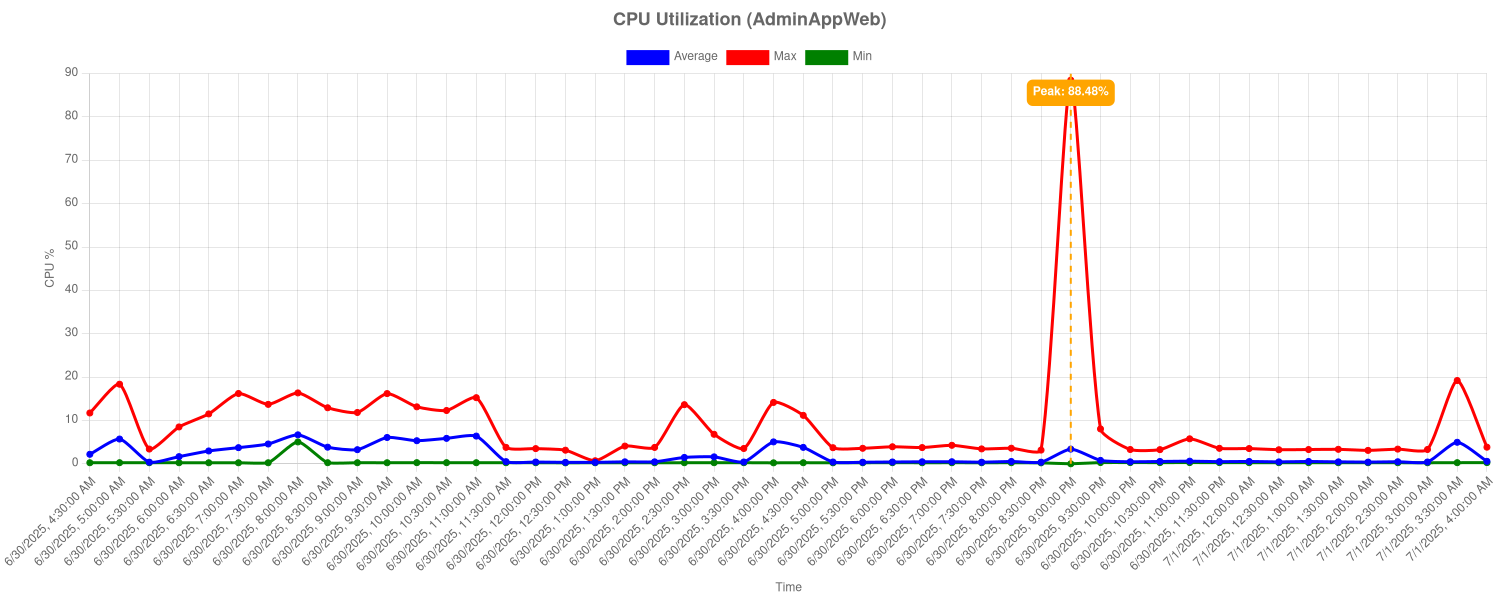 CPU Utilization (AdminAppWeb)
Average Max Min
90
Peak: 88.48%
80
70
60
50
40
30
20
10
0
CPU %
6/30/2025, 4:30:00 AM
6/30/2025, 5:00:00 AM
6/30/2025, 5:30:00 AM
6/30/2025, 6:00:00 AM
6/30/2025, 6:30:00 AM
6/30/2025, 7:00:00 AM
6/30/2025, 7:30:00 AM
6/30/2025, 8:00:00 AM
6/30/2025, 8:30:00 AM
6/30/2025, 9:00:00 AM
6/30/2025, 9:30:00 AM
6/30/2025, 10:00:00 AM
6/30/2025, 10:30:00 AM
6/30/2025, 11:00:00 AM
6/30/2025, 11:30:00 AM
6/30/2025, 12:00:00 PM
6/30/2025, 12:30:00 PM
6/30/2025, 1:00:00 PM
6/30/2025, 1:30:00 PM
6/30/2025, 2:00:00 PM
6/30/2025, 2:30:00 PM
6/30/2025, 3:00:00 PM
6/30/2025, 3:30:00 PM
6/30/2025, 4:00:00 PM
6/30/2025, 4:30:00 PM
6/30/2025, 5:00:00 PM
6/30/2025, 5:30:00 PM
6/30/2025, 6:00:00 PM
6/30/2025, 6:30:00 PM
6/30/2025, 7:00:00 PM
6/30/2025, 7:30:00 PM
6/30/2025, 8:00:00 PM
6/30/2025, 8:30:00 PM
6/30/2025, 9:00:00 PM
6/30/2025, 9:30:00 PM
6/30/2025, 10:00:00 PM
6/30/2025, 10:30:00 PM
6/30/2025, 11:00:00 PM
6/30/2025, 11:30:00 PM
7/1/2025, 12:00:00 AM
7/1/2025, 12:30:00 AM
7/1/2025, 1:00:00 AM
7/1/2025, 1:30:00 AM
7/1/2025, 2:00:00 AM
7/1/2025, 2:30:00 AM
7/1/2025, 3:00:00 AM
7/1/2025, 3:30:00 AM
7/1/2025, 4:00:00 AM
Time